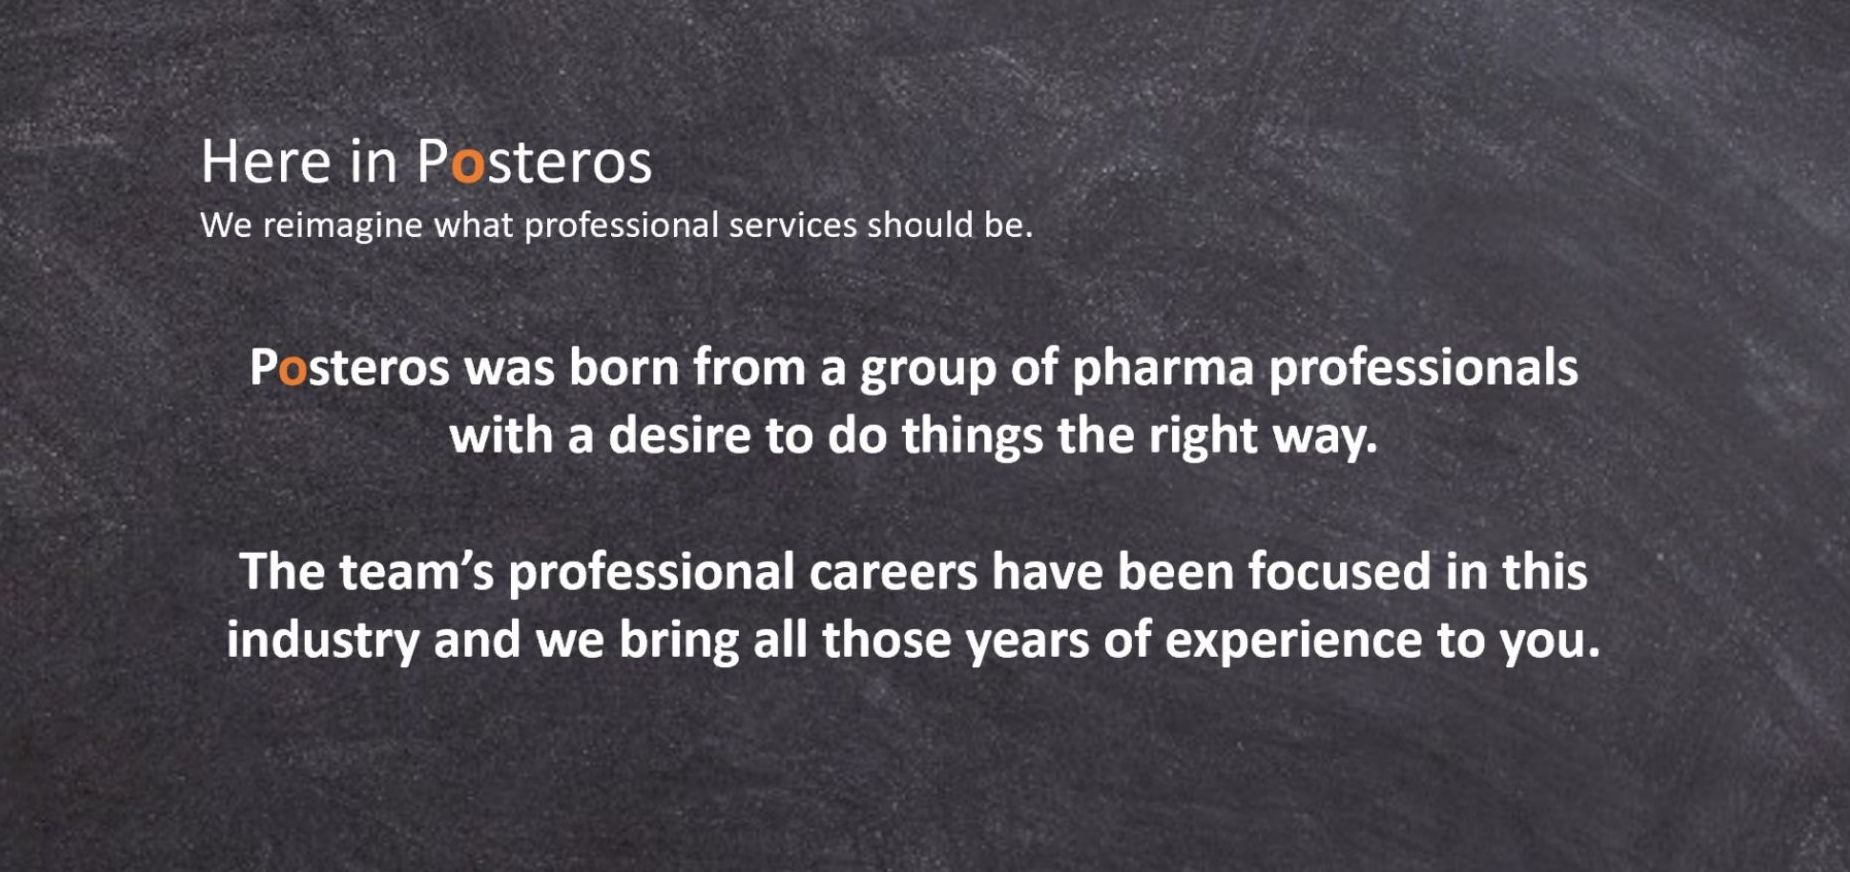 Here in Posteros
We reimagine what professional services should be.
Posteros was born from a group of pharma professionals
with a desire to do things the right way.
The team’s professional careers have been focused in this
industry and we bring all those years of experience to you.